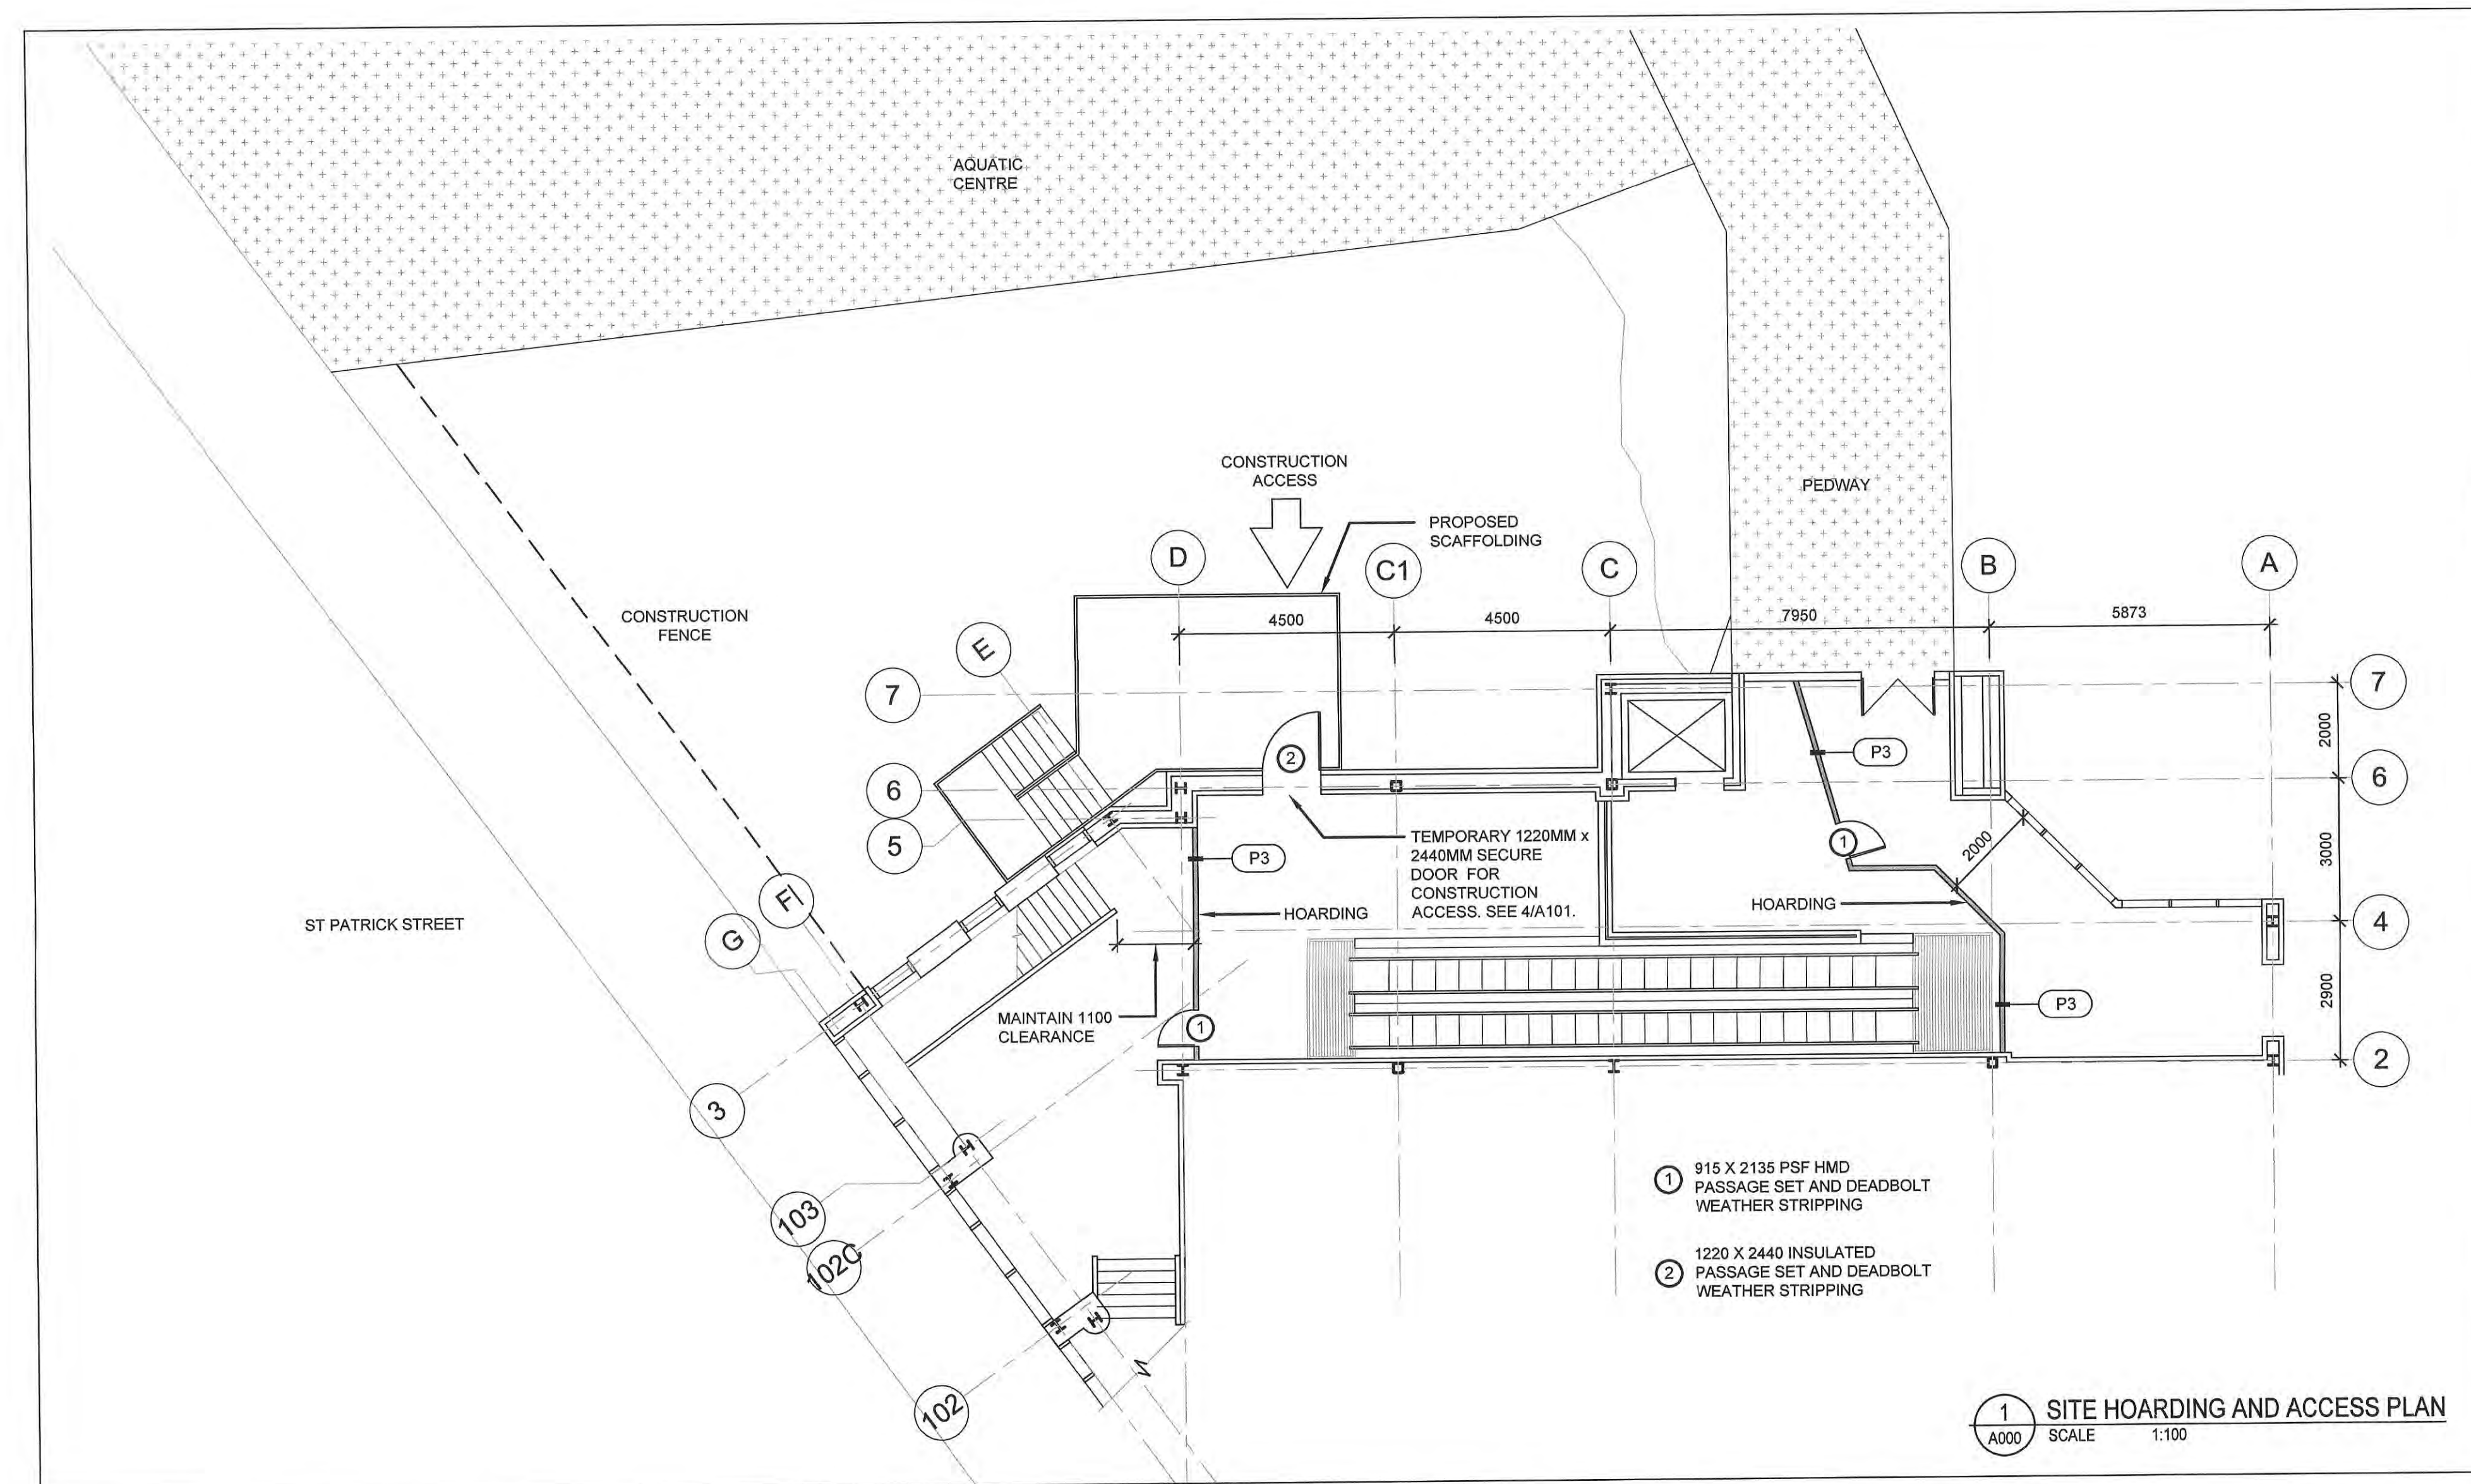 AQUATIC
CENTRE
CONSTRUCTION
ACCESS
PEDWAY
PROPOSED
SCAFFOLDING
D
C1
C
B
A
4500
4500
7950
5873
CONSTRUCTION
FENCE
E
7
7
2000
2
P3
6
6
5
1
2000
3000
TEMPORARY 1220MM x
2440MM SECURE
DOOR FOR
CONSTRUCTION
ACCESS. SEE 4/A101.
P3
HOARDING
HOARDING
F
G
ST PATRICK STREET
4
2900
MAINTAIN 1100
CLEARANCE
1
P3
2
3
103
102C
102
1
915 X 2135 PSF HMD
PASSAGE SET AND DEADBOLT
WEATHER STRIPPING
2
1220 X 2440 INSULATED
PASSAGE SET AND DEADBOLT
WEATHER STRIPPING
1
A000
SITE HOARDING AND ACCESS PLAN
SCALE 1:100